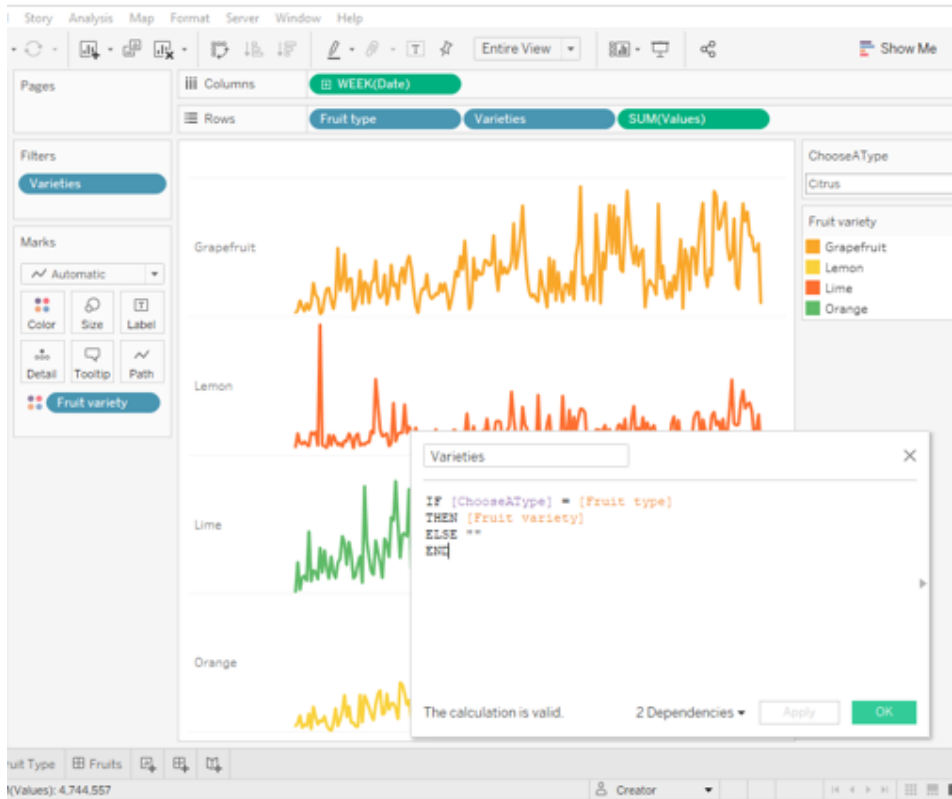 Story Analysis Map Format Server Window Help
Entire View
Show Me
Pages
Columns
WEEK(Date)
Rows
Fruit type Varieties SUM(Values)
Filters
Varieties
Marks
Automatic
Color Size Label
Detail Tooltip Path
Fruit variety
Grapefruit
Lemon
Lime
Orange
ChooseAType
Citrus
Fruit variety
Grapefruit
Lemon
Lime
Orange
Varieties
IF [ChooseAType] = [Fruit type]
THEN [Fruit variety]
ELSE ""
END
The calculation is valid. 2 Dependencies Apply OK
uit Type Fruits
(Values): 4,744,557
Creator